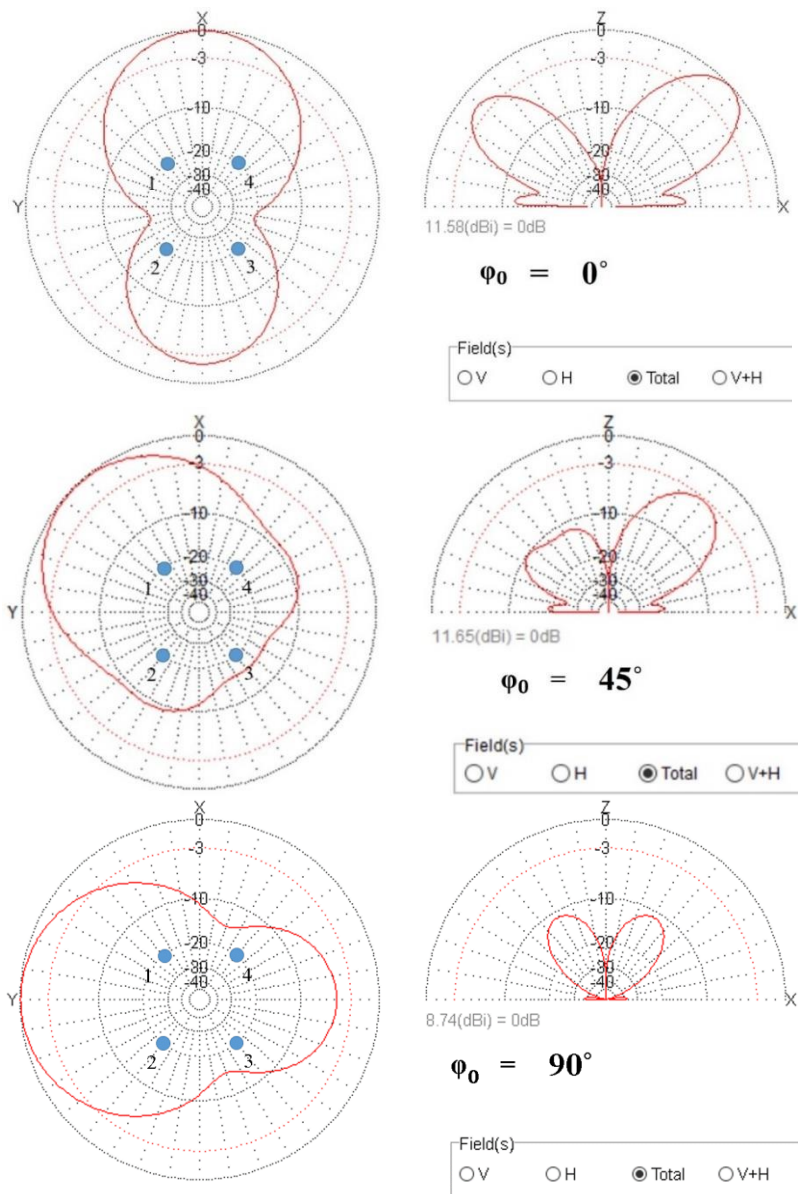 X
0
-3
-10
-20
-30
-40
1
4
Y
2
3
Z
0
-3
-10
-20
-30
-40
X
11.58(dBi) = 0dB
φ₀ = 0°
Field(s)
V H Total V+H
X
0
-3
-10
-20
-30
-40
1
4
Y
2
3
Z
0
-3
-10
-20
-30
-40
X
11.65(dBi) = 0dB
φ₀ = 45°
Field(s)
V H Total V+H
X
0
-3
-10
-20
-30
-40
1
4
Y
2
3
Z
0
-3
-10
-20
-30
-40
X
8.74(dBi) = 0dB
φ₀ = 90°
Field(s)
V H Total V+H